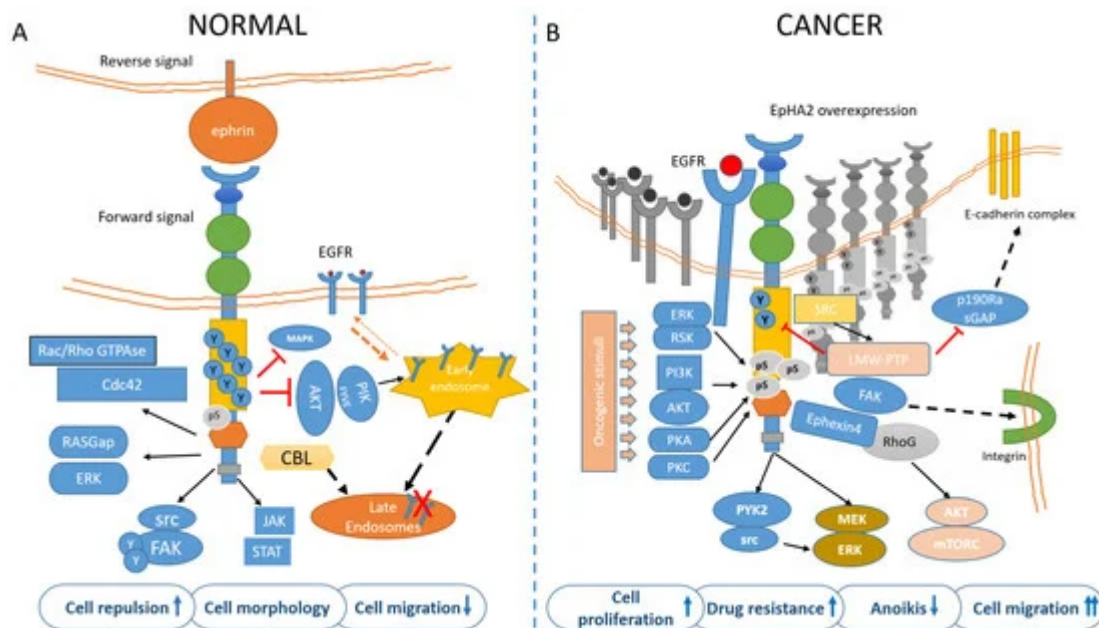 A
NORMAL
Reverse signal
ephrin
Forward signal
EGFR
Rac/Rho GTPAse
Cdc42
Y
Y
Y
Y
Y
Y
MAPK
AKT
PIK
FYVE
Early
endosome
pS
RASGap
ERK
CBL
Late
Endosomes
X
src
FAK
Y
Y
JAK
STAT
Cell repulsion ↑
Cell morphology
Cell migration ↓
B
CANCER
EpHA2 overexpression
EGFR
E-cadherin complex
p190Ra
sGAP
Oncogenic stimuli
ERK
RSK
PI3K
AKT
PKA
PKC
Y
Y
pS
pS
pS
pS
SRC
LMW-PTP
FAK
Ephexin4
RhoG
Integrin
PYK2
src
MEK
ERK
AKT
mTORC
Cell
proliferation ↑
Drug resistance ↑
Anoikis ↓
Cell migration ⇈